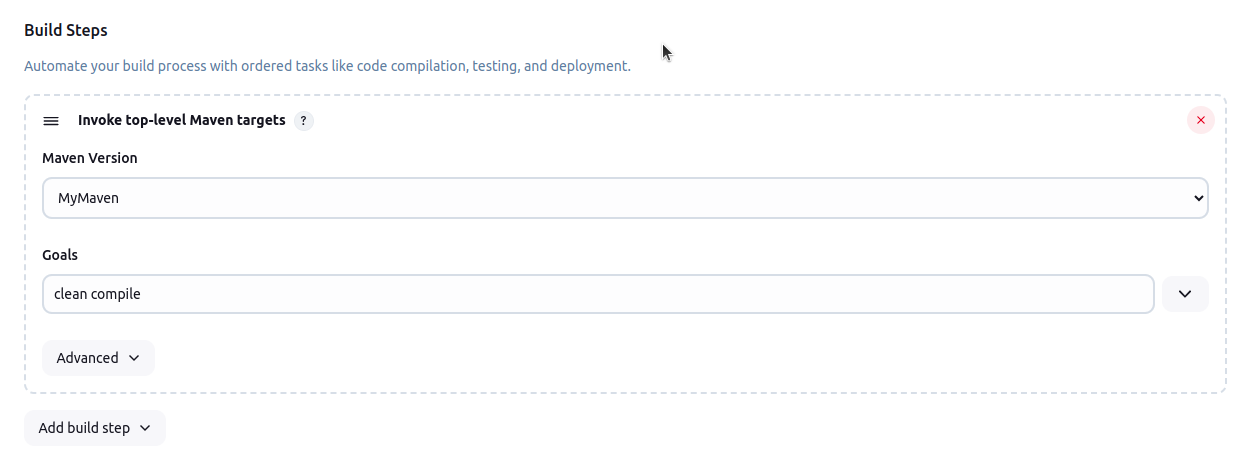 Build Steps
Automate your build process with ordered tasks like code compilation, testing, and deployment.
Invoke top-level Maven targets ?
Maven Version
MyMaven
Goals
clean compile
Advanced
Add build step